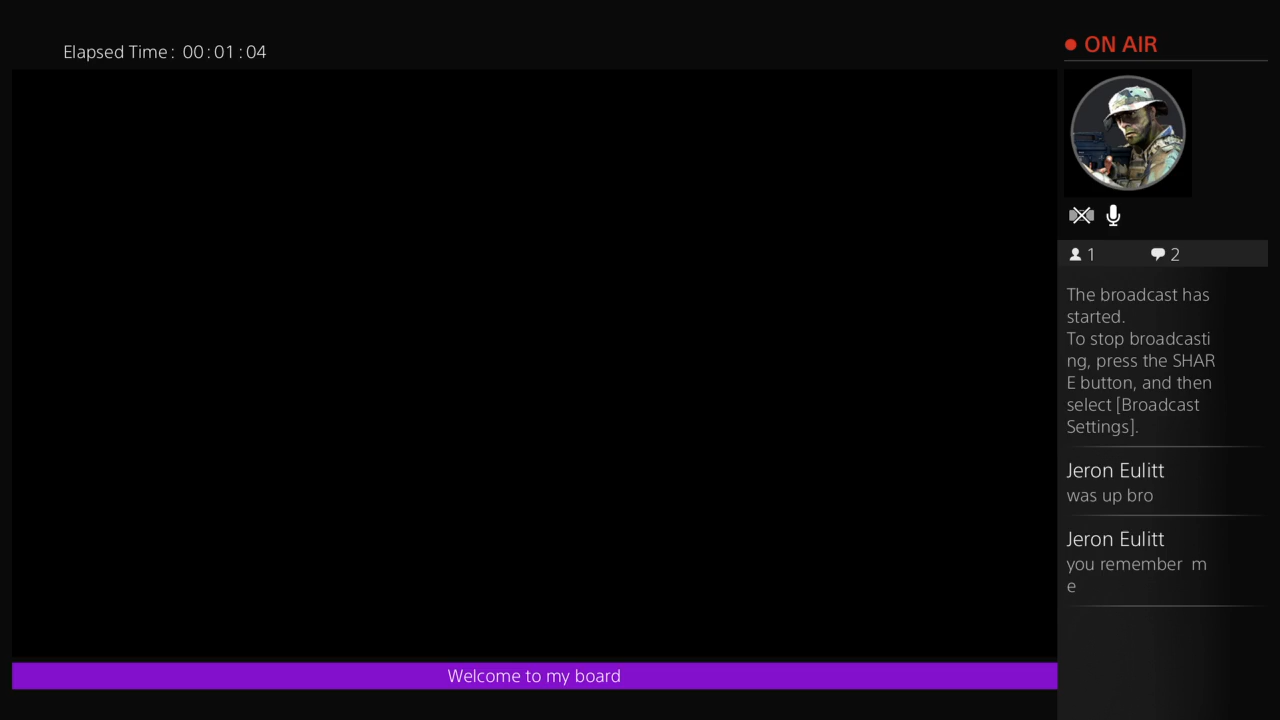 Elapsed Time: 00:01:04
ON AIR
1 2
The broadcast has
started.
To stop broadcasti
ng, press the SHAR
E button, and then
select [Broadcast
Settings].
Jeron Eulitt
was up bro
Jeron Eulitt
you remember m
e
Welcome to my board